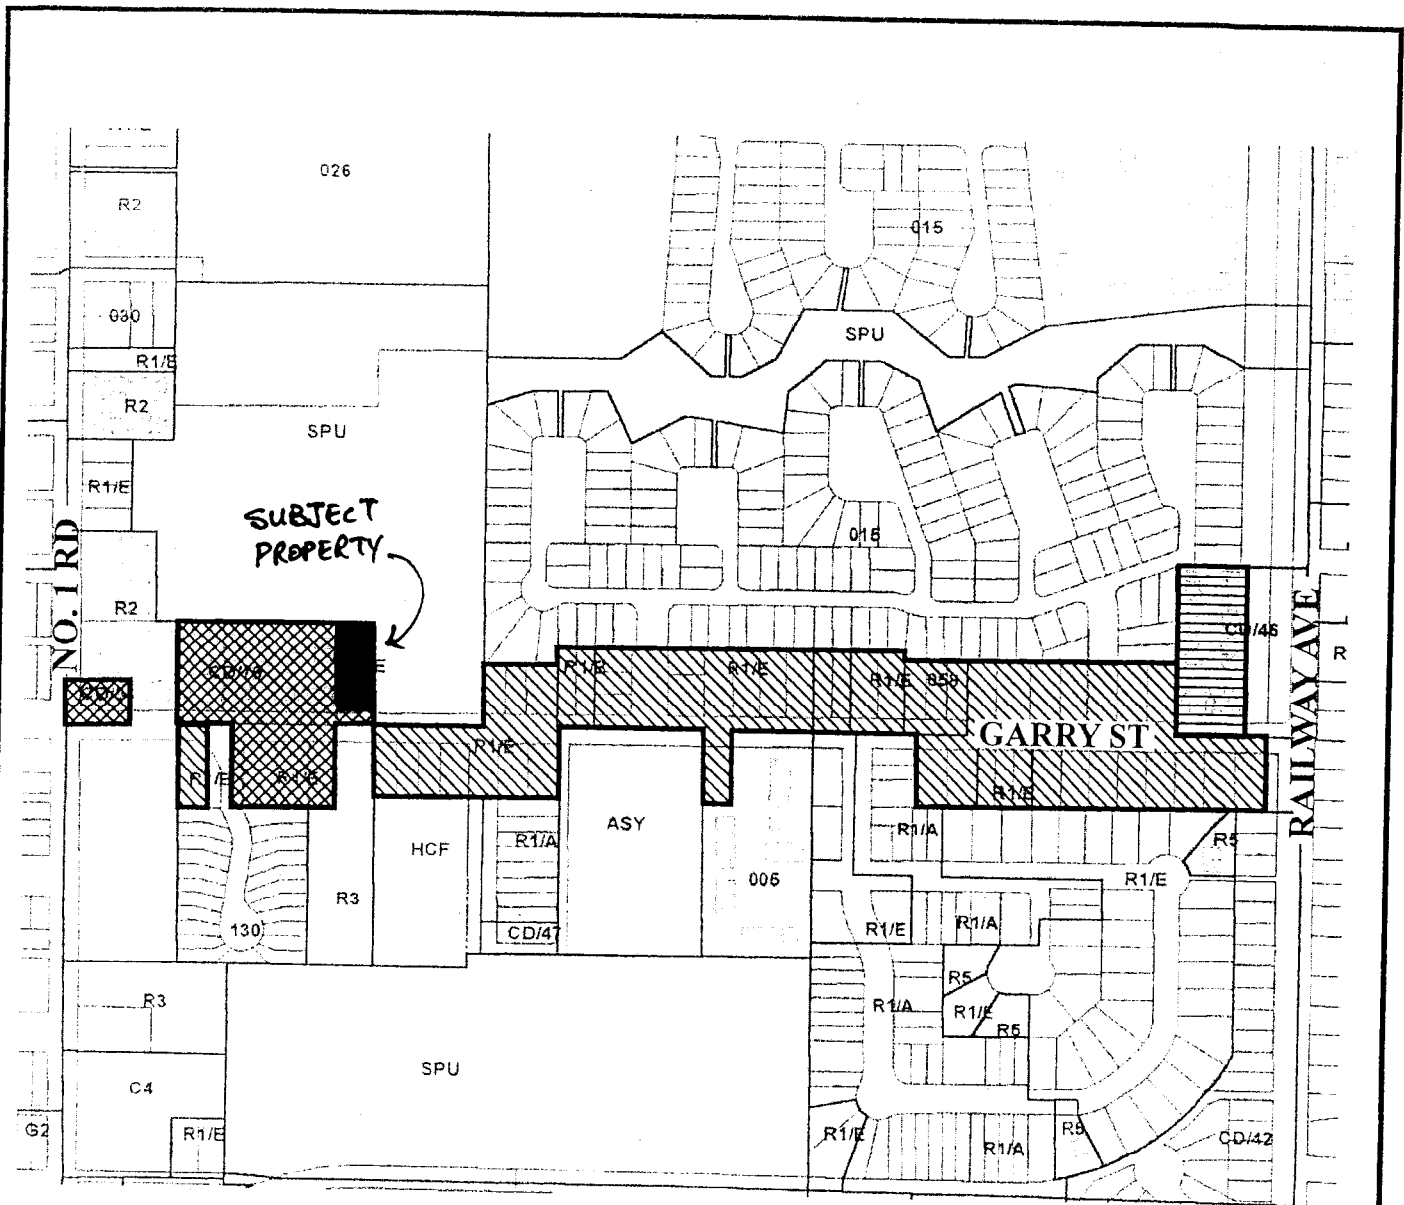 026
R2
015
030
SPU
R1/E
R2
SPU
R1/E
SUBJECT
PROPERTY
015
NO. 1 RD
R2
CD/46
RAILWAY AVE
R
E
R1/E
R1/E
R1/E
GARRY ST
R1/E
R1/E
R1/E
ASY
R1/A
R5
R1/A
HCF
005
R1/E
R3
130
CD/47
R1/E
R1/A
R3
R5
R1/A
R1/E
R5
SPU
C4
G2
R1/E
R1/E
R5
R1/A
CD/42